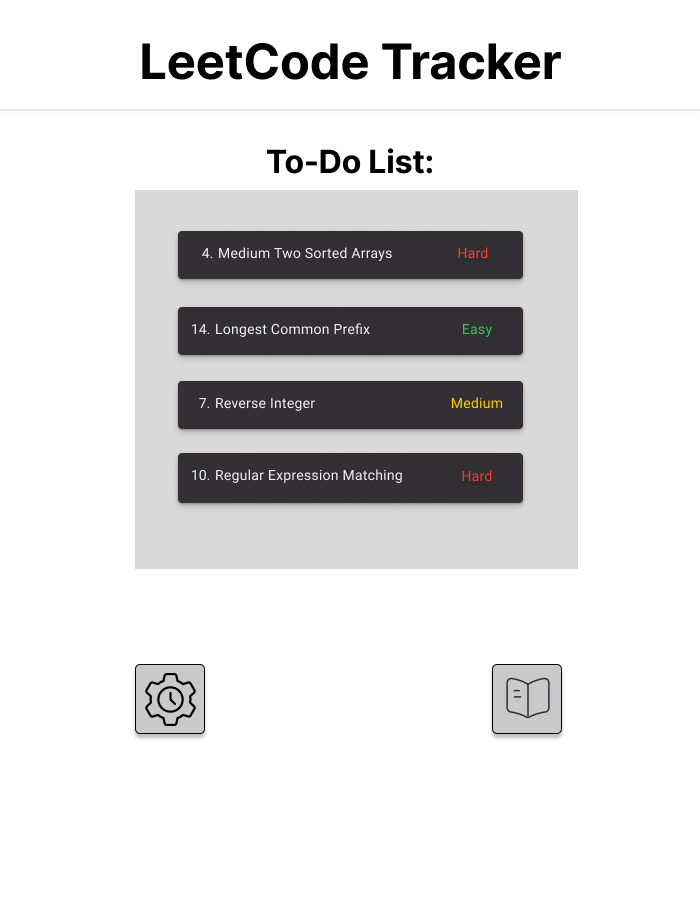 LeetCode Tracker
To-Do List:
4. Medium Two Sorted Arrays Hard
14. Longest Common Prefix Easy
7. Reverse Integer Medium
10. Regular Expression Matching Hard